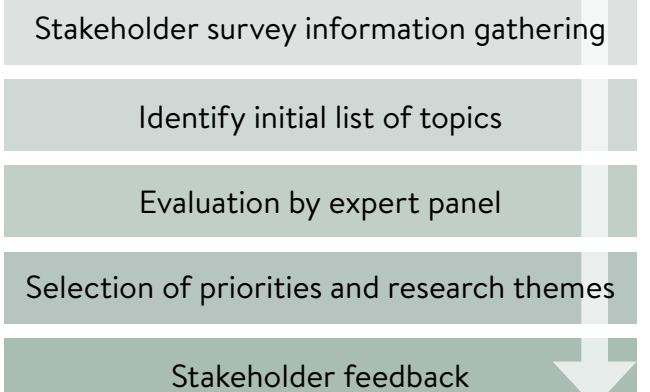 Stakeholder survey information gathering
Identify initial list of topics
Evaluation by expert panel
Selection of priorities and research themes
Stakeholder feedback